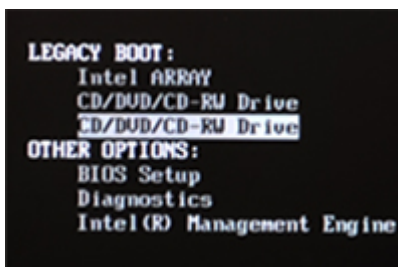 LEGACY BOOT:
Intel ARRAY
CD/DVD/CD-RW Drive
CD/DVD/CD-RW Drive
OTHER OPTIONS:
BIOS Setup
Diagnostics
Intel(R) Management Engine